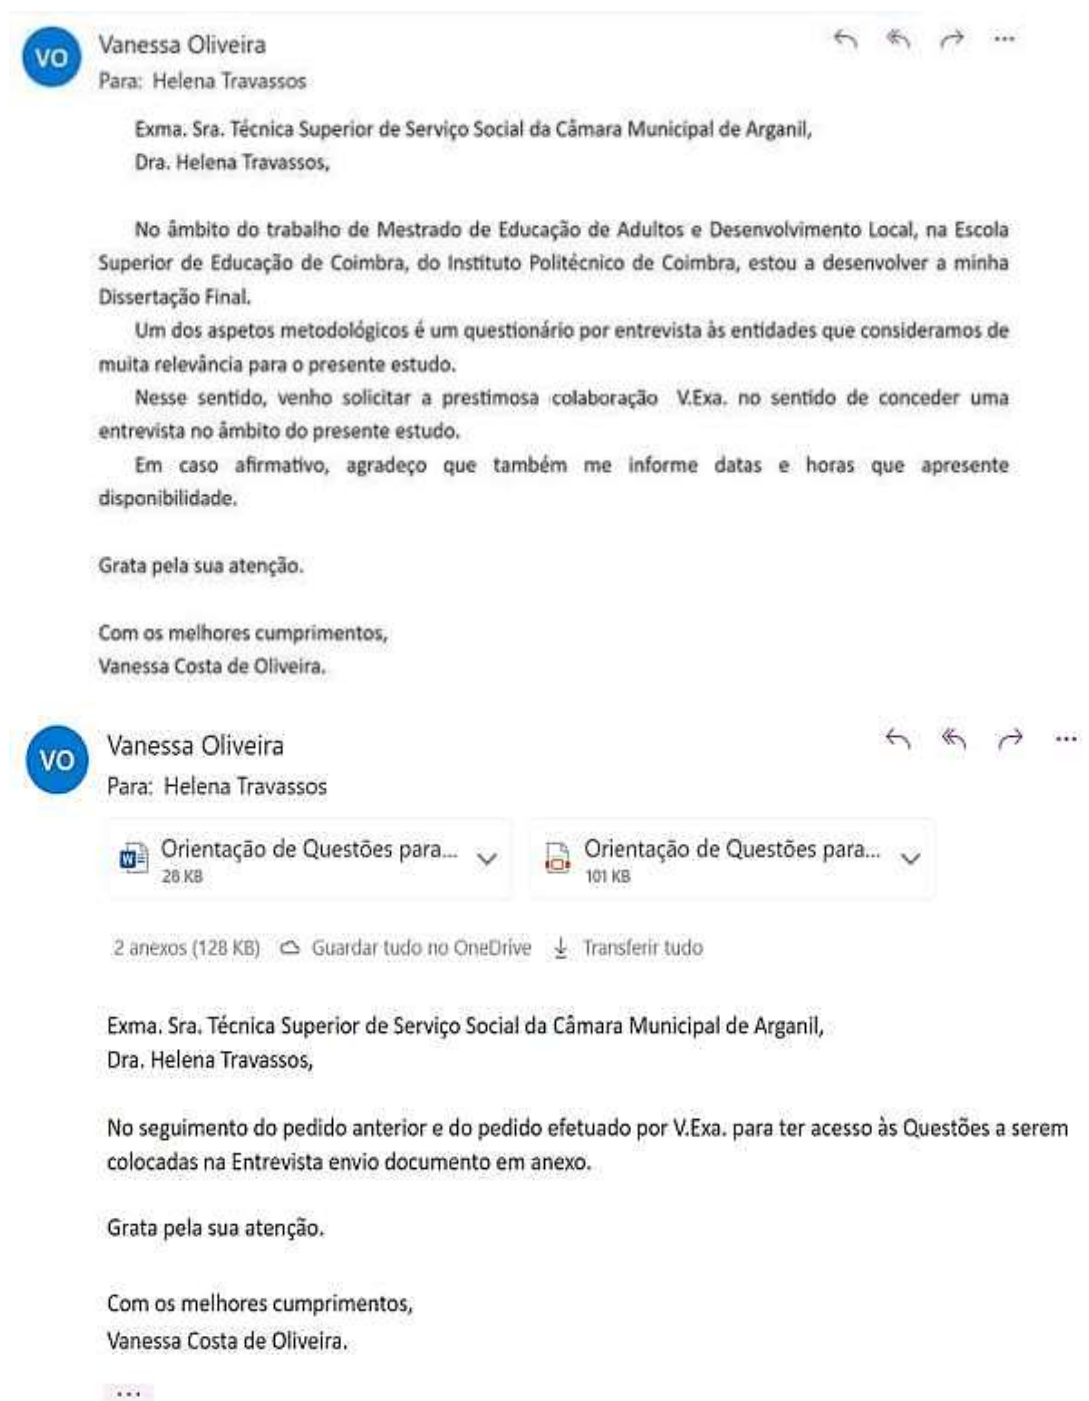 VO
Vanessa Oliveira
Para: Helena Travassos
Exma. Sra. Técnica Superior de Serviço Social da Câmara Municipal de Arganil,
Dra. Helena Travassos,
No âmbito do trabalho de Mestrado de Educação de Adultos e Desenvolvimento Local, na Escola
Superior de Educação de Coimbra, do Instituto Politécnico de Coimbra, estou a desenvolver a minha
Dissertação Final.
Um dos aspetos metodológicos é um questionário por entrevista às entidades que consideramos de
muita relevância para o presente estudo.
Nesse sentido, venho solicitar a prestimosa colaboração V.Exa. no sentido de conceder uma
entrevista no âmbito do presente estudo.
Em caso afirmativo, agradeço que também me informe datas e horas que apresente
disponibilidade.
Grata pela sua atenção.
Com os melhores cumprimentos,
Vanessa Costa de Oliveira.
VO
Vanessa Oliveira
Para: Helena Travassos
Orientação de Questões para...
26 KB
Orientação de Questões para...
101 KB
2 anexos (128 KB) Guardar tudo no OneDrive Transferir tudo
Exma. Sra. Técnica Superior de Serviço Social da Câmara Municipal de Arganil,
Dra. Helena Travassos,
No seguimento do pedido anterior e do pedido efetuado por V.Exa. para ter acesso às Questões a serem
colocadas na Entrevista envio documento em anexo.
Grata pela sua atenção.
Com os melhores cumprimentos,
Vanessa Costa de Oliveira.